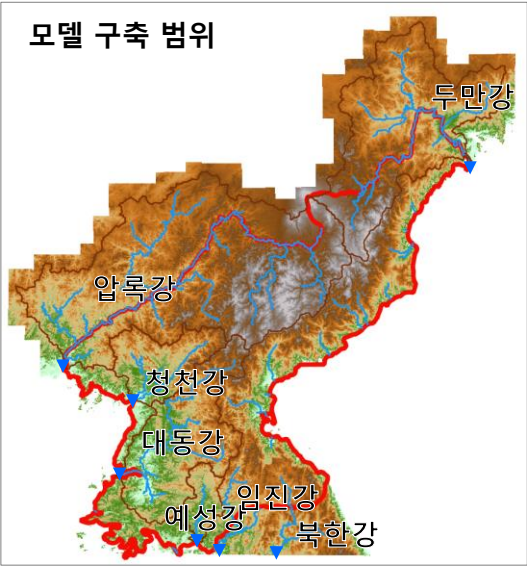 모델 구축 범위
두만강
압록강
청천강
대동강
임진강
예성강
북한강